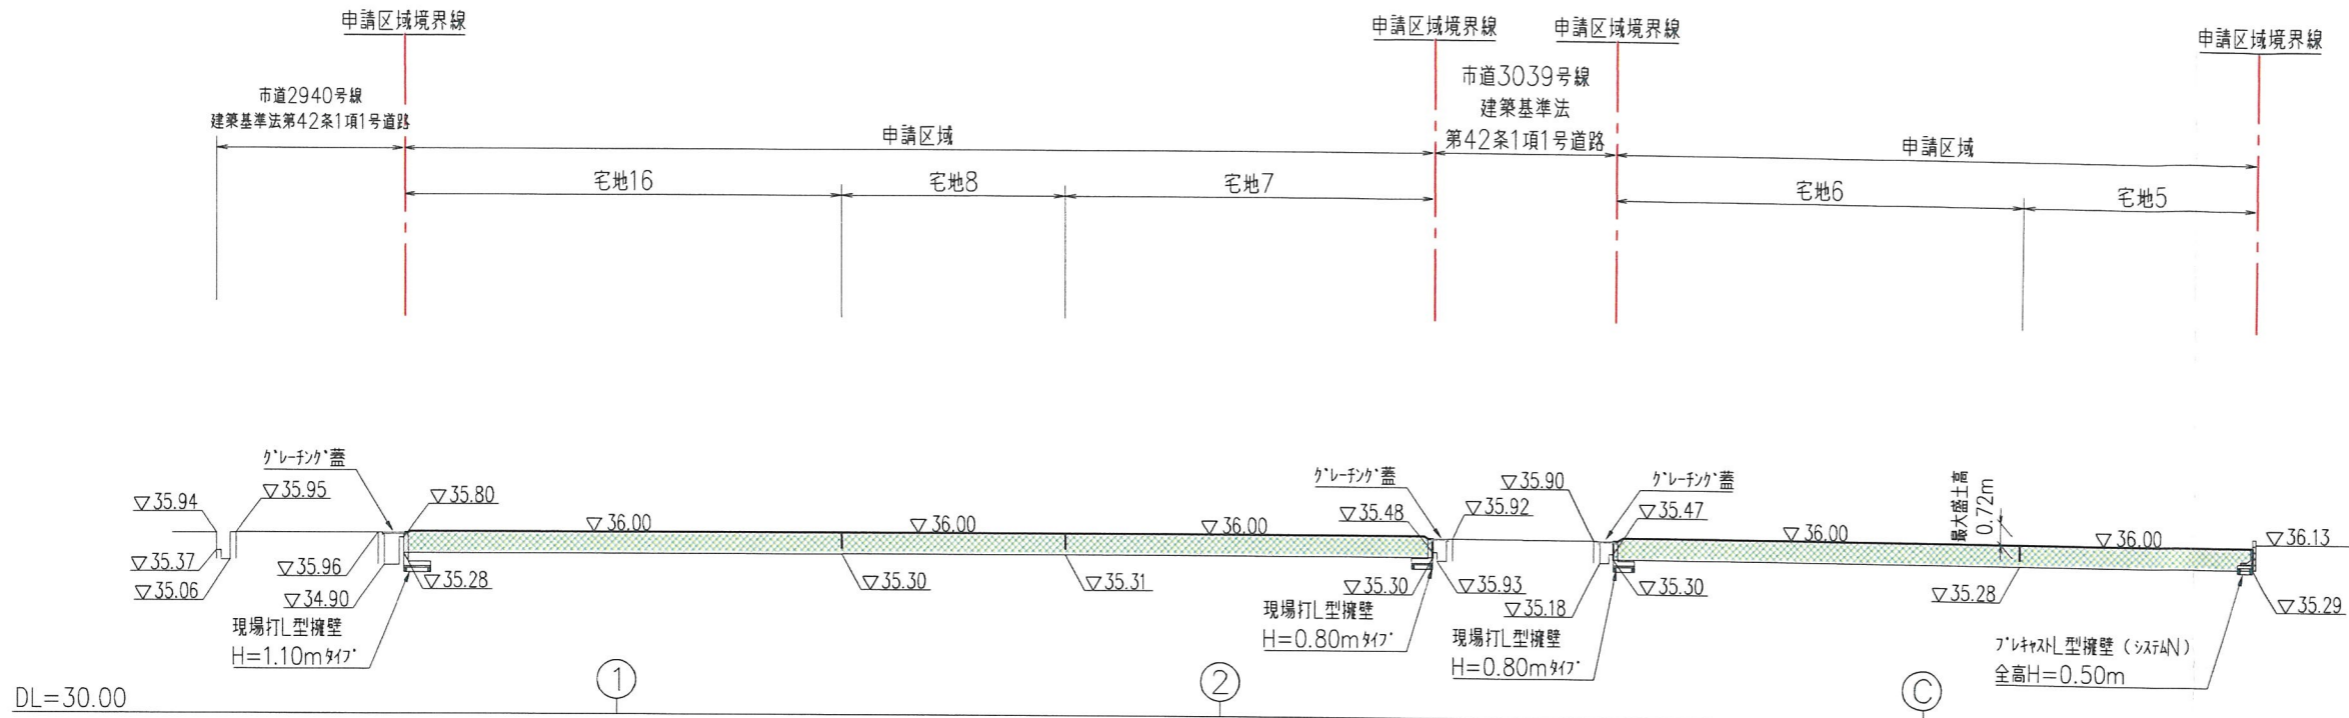 申請区域境界線
申請区域境界線
申請区域境界線
申請区域境界線
市道2940号線
建築基準法第42条1項1号道路
市道3039号線
建築基準法
第42条1項1号道路
申請区域
申請区域
宅地16
宅地8
宅地7
宅地6
宅地5
グレーチング蓋
▽35.94
▽35.95
▽35.80
▽36.00
▽36.00
▽36.00
グレーチング蓋
▽35.48
▽35.92
▽35.90
グレーチング蓋
▽35.47
▽36.00
最大盛土高
0.72m
▽36.00
▽36.13
▽35.37
▽35.06
▽35.96
▽34.90
▽35.28
▽35.30
▽35.31
▽35.30
▽35.93
▽35.18
▽35.30
▽35.28
▽35.29
現場打L型擁壁
H=1.10mタイプ
現場打L型擁壁
H=0.80mタイプ
現場打L型擁壁
H=0.80mタイプ
プレキャストL型擁壁（システムN）
全高H=0.50m
DL=30.00
1
2
C